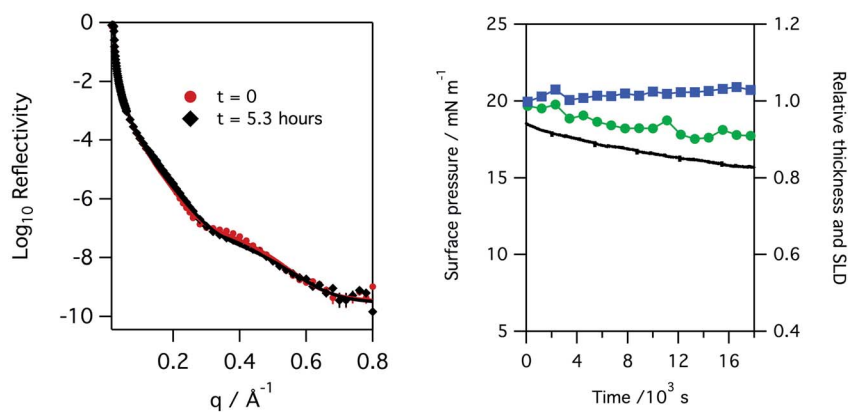 0
-2
-4
-6
-8
-10
Log10 Reflectivity
t = 0
t = 5.3 hours
0.2 0.4 0.6 0.8
q / Å-1
25
20
15
10
5
Surface pressure / mN m-1
1.2
1.0
0.8
0.6
0.4
Relative thickness and SLD
0 4 8 12 16
Time /10³ s